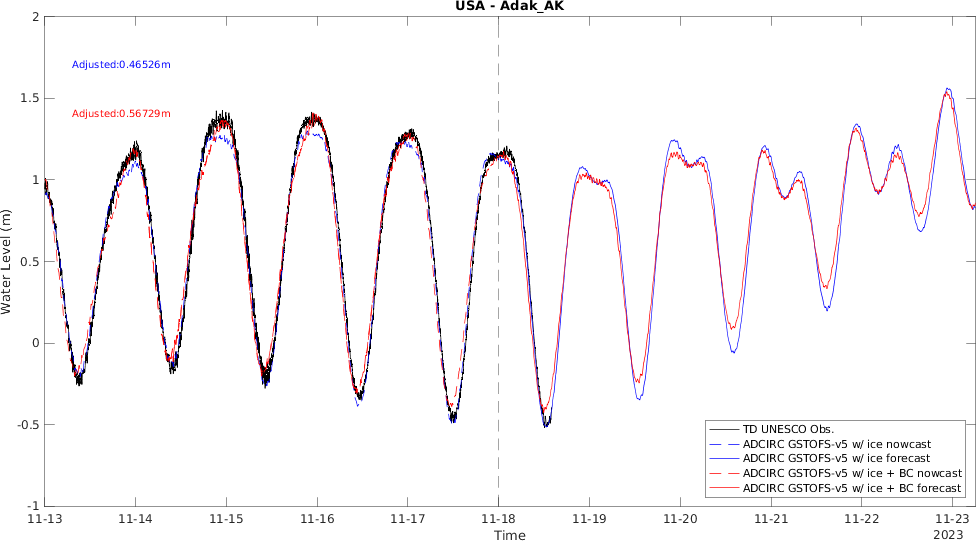 USA - Adak_AK
Adjusted:0.46526m
Adjusted:0.56729m
Water Level (m)
2
1.5
1
0.5
0
-0.5
-1
TD UNESCO Obs.
ADCIRC GSTOFS-v5 w/ ice nowcast
ADCIRC GSTOFS-v5 w/ ice forecast
ADCIRC GSTOFS-v5 w/ ice + BC nowcast
ADCIRC GSTOFS-v5 w/ ice + BC forecast
11-13 11-14 11-15 11-16 11-17 11-18 11-19 11-20 11-21 11-22 11-23
Time
2023